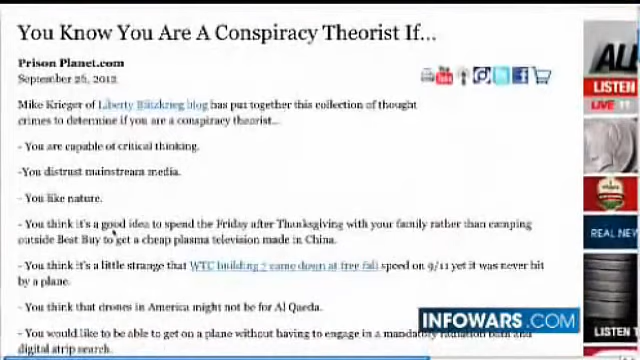 You Know You Are A Conspiracy Theorist If...
Prison Planet.com
September 26, 2012
Mike Krieger of Liberty Blitzkrieg blog has put together this collection of thought
crimes to determine if you are a conspiracy theorist...
- You are capable of critical thinking.
-You distrust mainstream media.
- You like nature.
- You think it's a good idea to spend the Friday after Thanksgiving with your family rather than camping
outside Best Buy to get a cheap plasma television made in China.
- You think it's a little strange that WTC building 7 came down at free fall speed on 9/11 yet it was never hit
by a plane.
- You think that drones in America might not be for Al Qaeda.
- You would like to be able to get on a plane without having to engage in a mandatory radiation bath and
digital strip search.
INFOWARS.COM
LISTEN
LIVE
REAL NEW
LISTEN